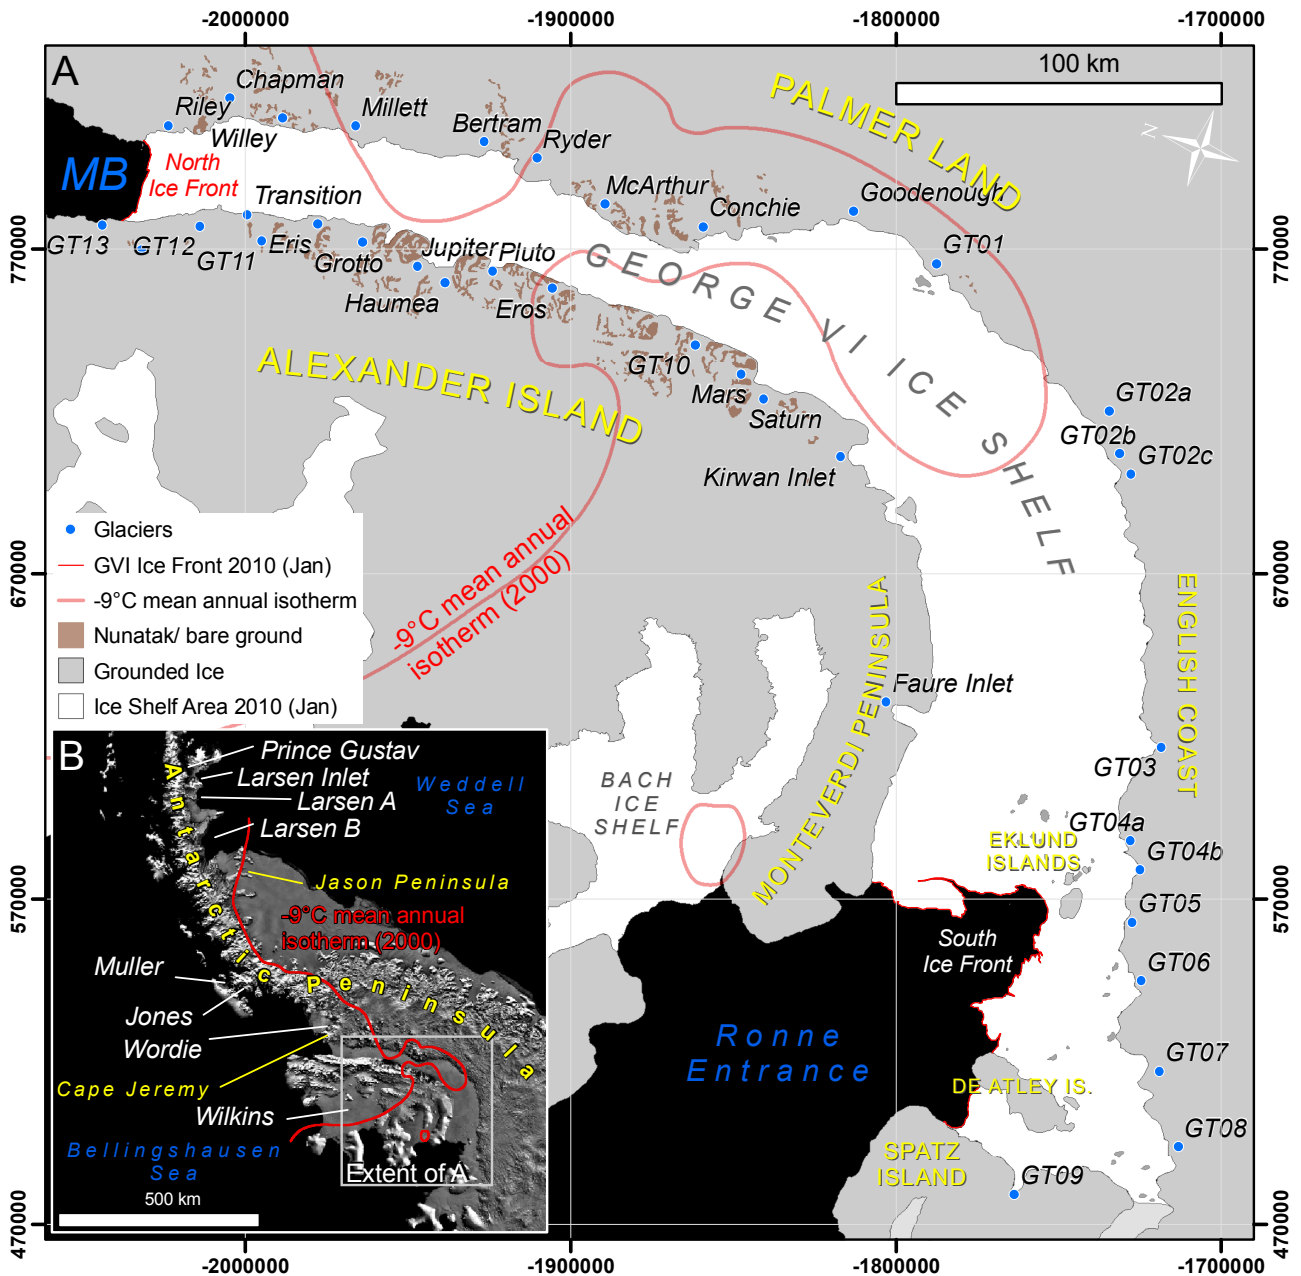 -2000000
-1900000
-1800000
-1700000
A
100 km
N
PALMER LAND
Chapman
Riley
Willey
Millett
Bertram
Ryder
MB
North
Ice Front
Transition
McArthur
Conchie
Goodenough
GT01
770000
770000
GT13
GT12
GT11
Eris
Grotto
Jupiter
Pluto
Haumea
Eros
GEORGE VI ICE SHELF
ALEXANDER ISLAND
GT10
Mars
Saturn
Kirwan Inlet
GT02a
GT02b
GT02c
Glaciers
GVI Ice Front 2010 (Jan)
-9°C mean annual isotherm
Nunatak/ bare ground
Grounded Ice
Ice Shelf Area 2010 (Jan)
-9°C mean annual
isotherm (2000)
670000
670000
MONTEVERDI PENINSULA
ENGLISH COAST
Faure Inlet
GT03
BACH
ICE
SHELF
GT04a
EKLUND
ISLANDS
GT04b
GT05
570000
570000
South
Ice Front
GT06
Ronne
Entrance
GT07
DE ATLEY IS.
GT08
SPATZ
ISLAND
GT09
470000
470000
B
Prince Gustav
Larsen Inlet
Larsen A
Larsen B
Weddell
Sea
Antarctic Peninsula
Jason Peninsula
-9°C mean annual
isotherm (2000)
Muller
Jones
Wordie
Cape Jeremy
Wilkins
Bellingshausen
Sea
Extent of A
500 km
-2000000
-1900000
-1800000
-1700000